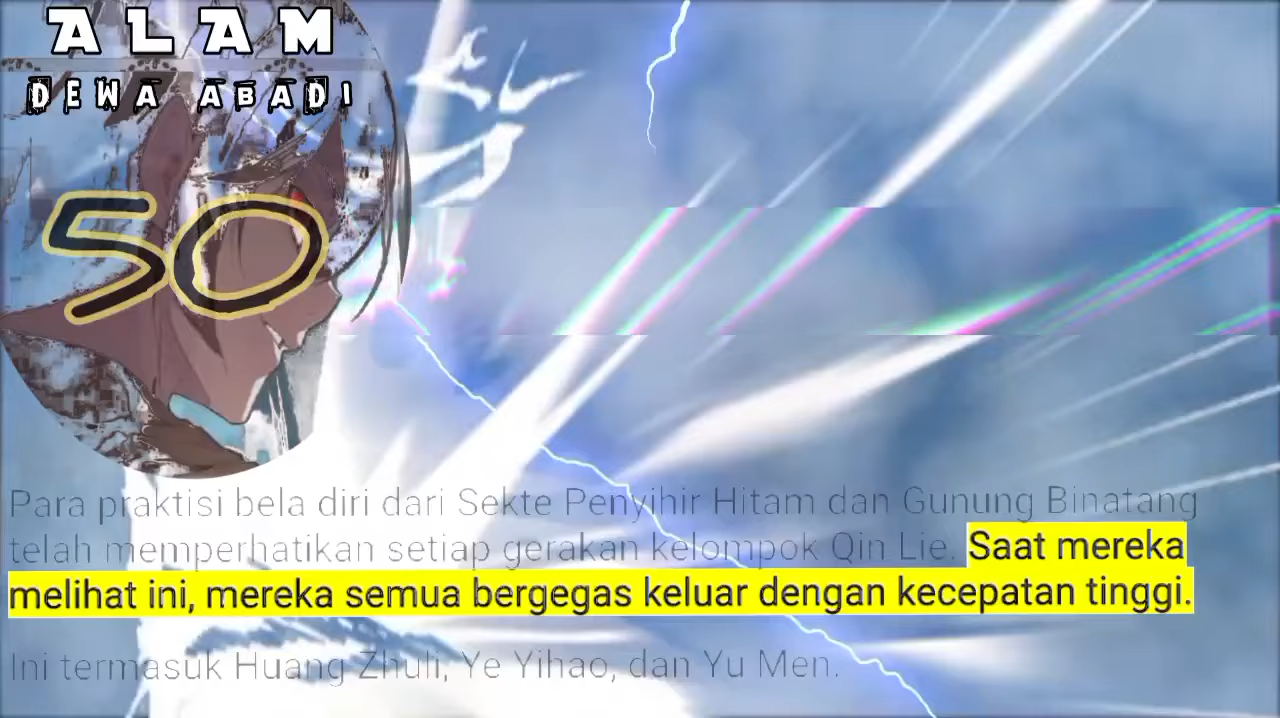 ALAM
DEWA ABADI
50
Para praktisi bela diri dari Sekte Penyihir Hitam dan Gunung Binatang
telah memperhatikan setiap gerakan kelompok Qin Lie. Saat mereka
melihat ini, mereka semua bergegas keluar dengan kecepatan tinggi.
Ini termasuk Huang Zhuli, Ye Yihao, dan Yu Men.